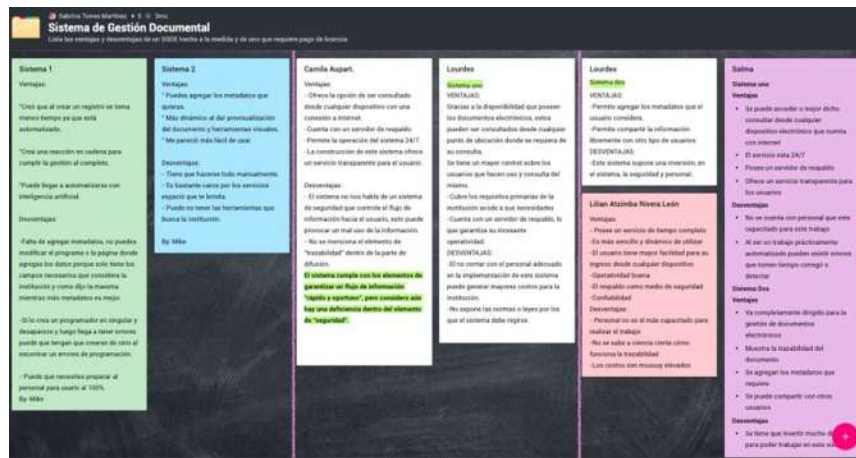 Sabrina Torres Martínez + 5 3mo
Sistema de Gestión Documental
Lista las ventajas y desventajas de un SGDE hecho a la medida y de uno que requiere pago de licencia
Sistema 1
Ventajas:
"Creo que al crear un registro se toma
menos tiempo ya que está
automatizado.
"Crea una reacción en cadena para
cumplir la gestión al completo.
"Puede llegar a automatizarse con
inteligencia artificial.
Desventajas:
-Falta de agregar metadatos, no puedes
modificar el programa o la página donde
agregas los datos porque solo tiene los
campos necesarios que considera la
institución y como dijo la maestra
mientras más metadatos es mejor.
-Si lo crea un programador en singular y
desaparece y luego llega a tener errores
puede que tengan que crearse de cero al
encontrar un errores de programación.
- Puede que necesites preparar al
personal para usarlo al 100%.
By: Mike
Sistema 2
Ventajas:
* Puedes agregar los metadatos que
quieras.
* Más dinámico al dar previsualización
del documento y herramientas visuales.
* Me pareció más fácil de usar.
Desventajas:
- Tiene que hacerse todo manualmente.
- Es bastante caros por los servicios
espacio que te brinda.
- Puede no tener las herramientas que
busca la institución.
By: Mike
Camila Aupart.
Ventajas:
- Ofrece la opción de ser consultado
desde cualquier dispositivo con una
conexión a internet.
-Cuenta con un servidor de respaldo
-Permite la operación del sistema 24/7.
-La construcción de este sistema ofrece
un servicio transparente para el usuario.
Desventajas:
- El sistema no nos habla de un sistema
de seguridad que controle el flujo de
información hacia el usuario, esto puede
provocar un mal uso de la información.
- No se menciona el elemento de
"trazabilidad" dentro de la parte de
difusión.
El sistema cumple con los elementos de
garantizar un flujo de información
"rápido y oportuno", pero considero aún
hay una deficiencia dentro del elemento
de "seguridad".
Lourdes
Sistema uno
VENTAJAS:
Gracias a la disponibilidad que poseen
los documentos electrónicos, estos
pueden ser consultados desde cualquier
punto de ubicación donde se requiera de
su consulta.
Se tiene un mayor control sobre los
usuarios que hacen uso y consulta del
mismo.
-Cubre los requisitos primarios de la
institución acorde a sus necesidades
-Cuenta con un servidor de respaldo, lo
que garantiza su incesante
operatividad.
DESVENTAJAS:
-El no contar con el personal adecuado
en la implementación de este sistema
puede generar mayores costos para la
institución.
-No expone las normas o leyes por los
que el sistema debe regirse.
Lourdes
Sistema dos
VENTAJAS:
-Permite agregar los metadatos que el
usuario considere.
-Permite compartir la información
libremente con otro tipo de usuarios
DESVENTAJAS:
-Este sistema supone una inversión, en
el sistema, la seguridad y personal.
Lilian Atzimba Rivera León
Ventajas:
- Posee un servicio de tiempo completo
-Es más sencillo y dinámico de utilizar
-El usuario tiene mayor facilidad para su
ingreso desde cualquier dispositivo
-Operatividad buena
-El respaldo como medio de seguridad
-Confiabilidad
Desventajas:
- Personal no es el más capacitado para
realizar el trabajo
-No se sabe a ciencia cierta cómo
funciona la trazabilidad
-Los costos son muuuuy elevados
Salma
Sistema uno
Ventajas
• Se puede acceder o mejor dicho
consultar desde cualquier
dispositivo electrónico que cuenta
con internet
• El servicio esta 24/7
• Posee un servidor de respaldo
• Ofrece un servicio transparente para
los usuarios
Desventajas
• No se cuenta con personal que este
capacitado para este trabajo
• Al ser un trabajo prácticamente
automatizado pueden existir errores
que tomen tiempo corregir o
detectar
Sistema Dos
Ventajas
• Va completamente dirigido para la
gestión de documentos
electrónicos
• Muestra la trazabilidad del
documento
• Se agregan los metadatos que
requiere
• Se puede compartir con otros
usuarios
Desventajas
• Se tiene que invertir mucho
para poder trabajar en este